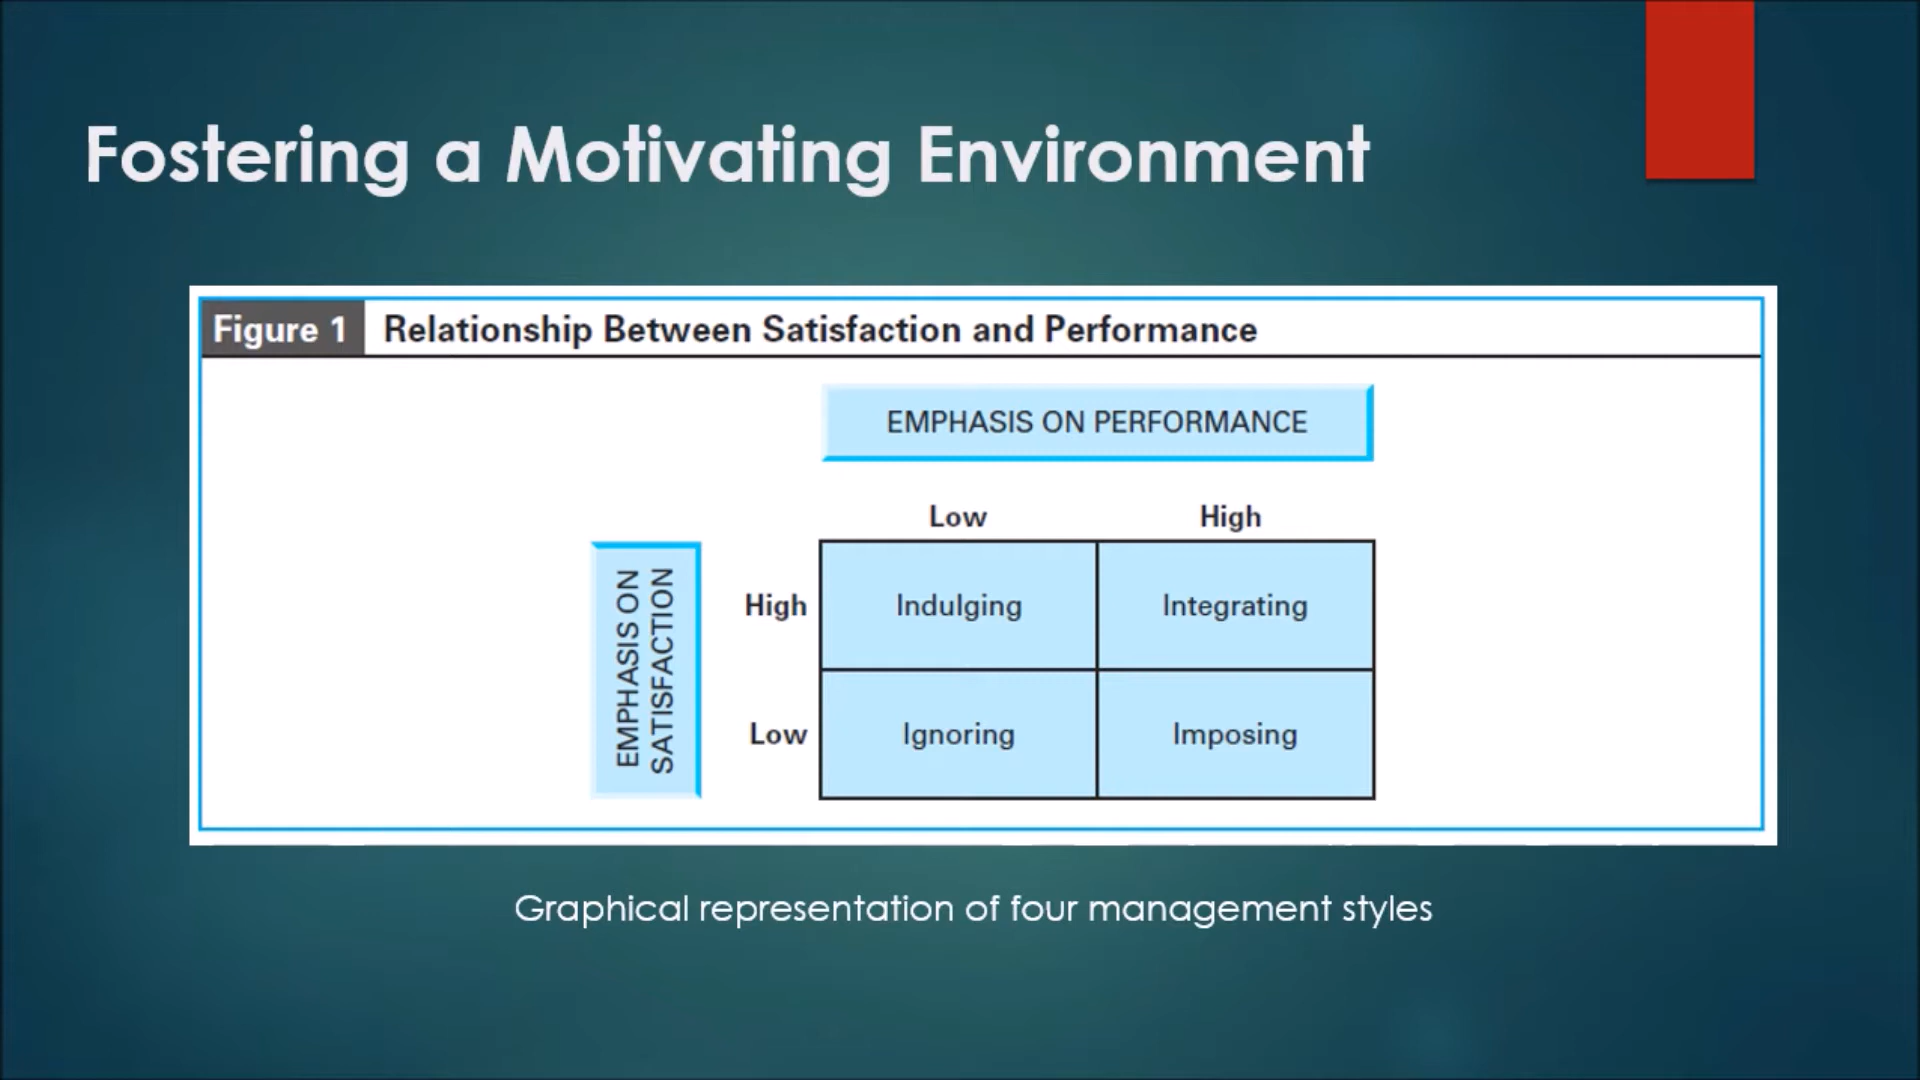 Fostering a Motivating Environment
Figure 1 Relationship Between Satisfaction and Performance
EMPHASIS ON PERFORMANCE
Low High
EMPHASIS ON
SATISFACTION
High Indulging Integrating
Low Ignoring Imposing
Graphical representation of four management styles